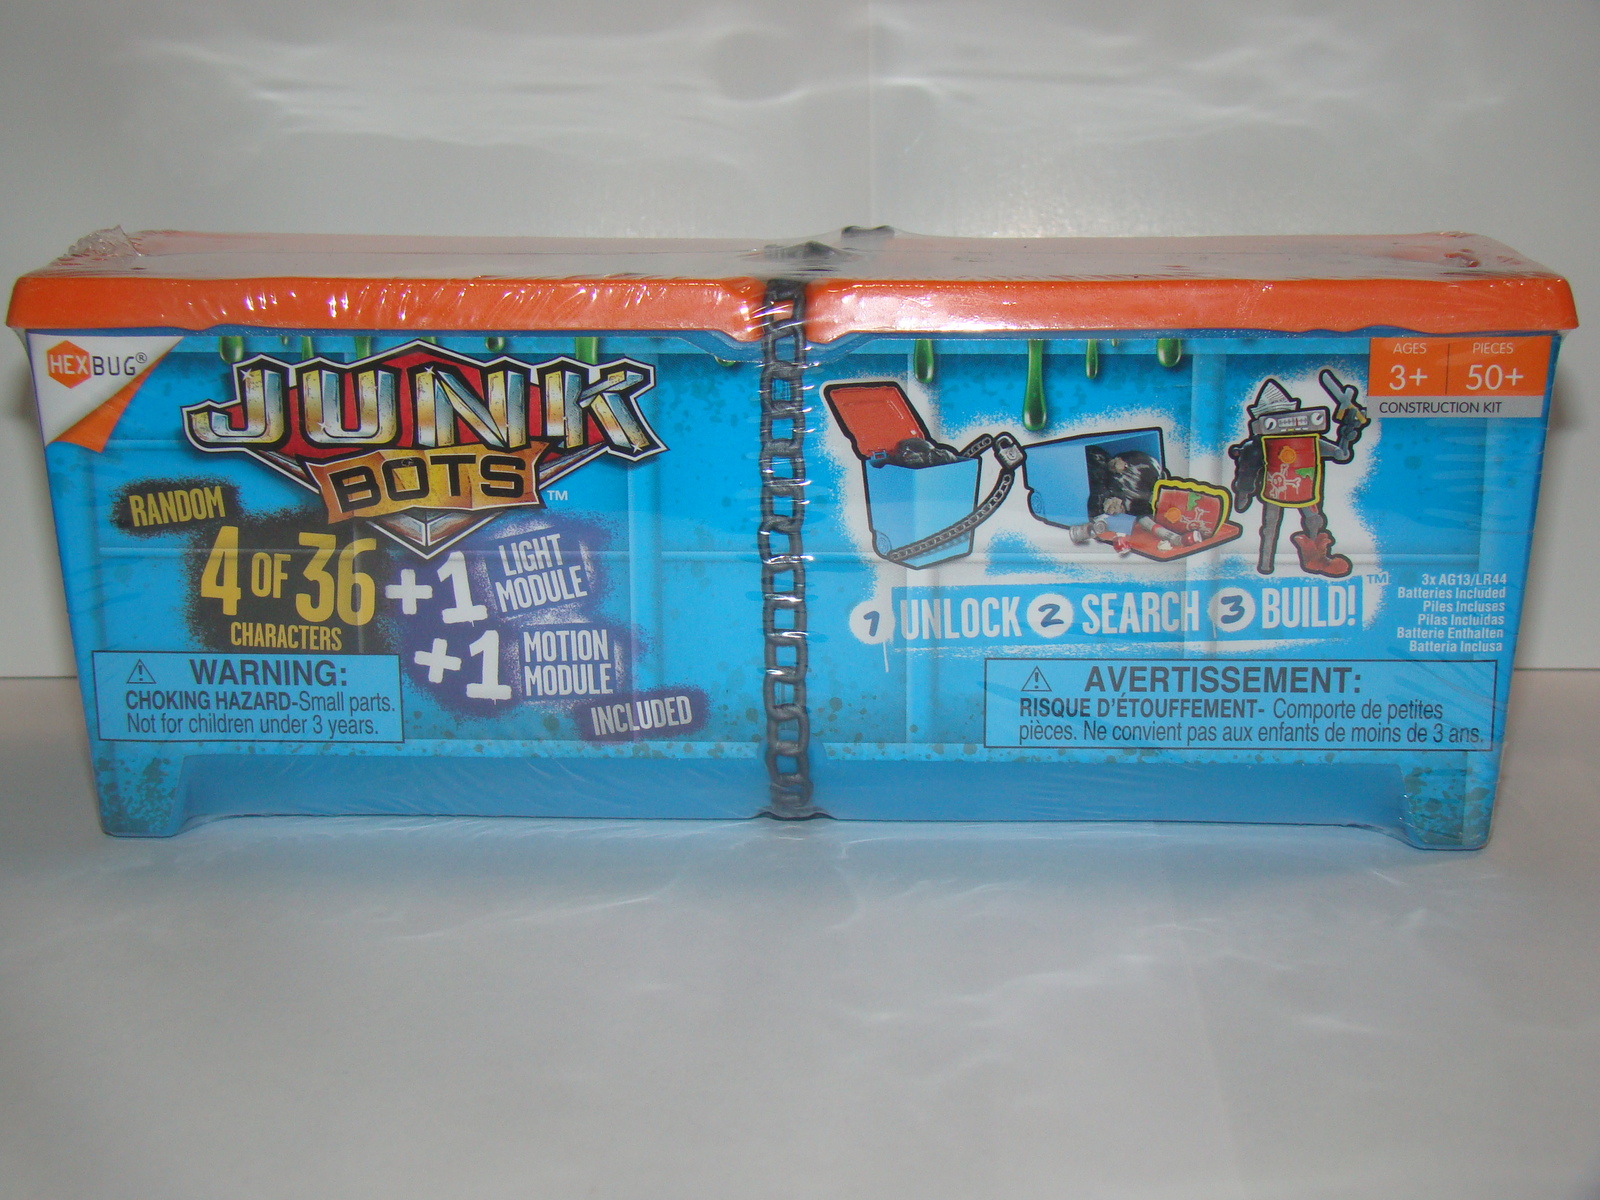 HEXBUG®
JUNK
BOTS™
RANDOM
4 OF 36
CHARACTERS
+1 LIGHT
MODULE
+1 MOTION
MODULE
INCLUDED
WARNING:
CHOKING HAZARD-Small parts.
Not for children under 3 years.
AGES
3+
PIECES
50+
CONSTRUCTION KIT
1 UNLOCK 2 SEARCH 3 BUILD!™
3x AG13/LR44
Batteries Included
Piles Incluses
Pilas Incluidas
Batterie Enthalten
Batteria Inclusa
AVERTISSEMENT:
RISQUE D'ÉTOUFFEMENT- Comporte de petites
pièces. Ne convient pas aux enfants de moins de 3 ans.